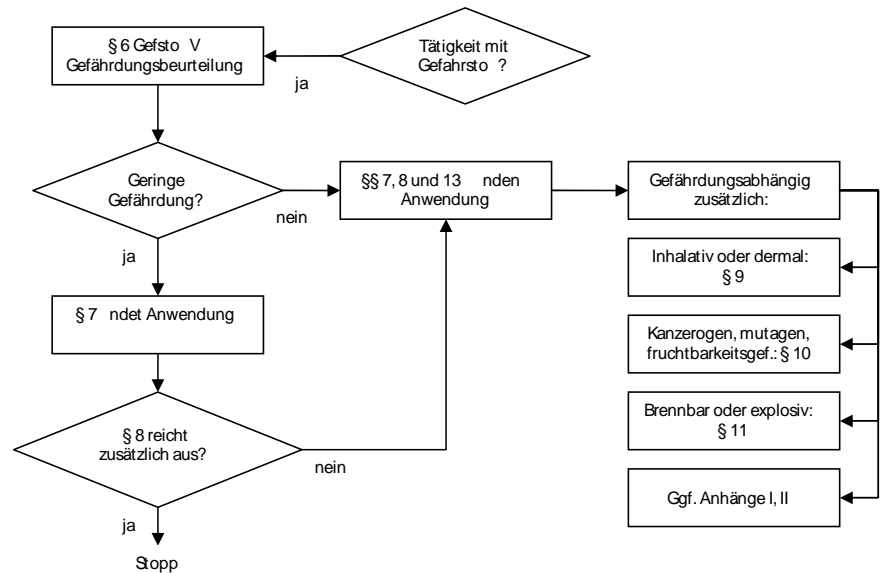 § 6 Gefsto V
Gefährdungsbeurteilung
Tätigkeit mit
Gefahrsto ?
ja
Geringe
Gefährdung?
nein
§§ 7, 8 und 13 nden
Anwendung
Gefährdungsabhängig
zusätzlich:
ja
Inhalativ oder dermal:
§ 9
§ 7 ndet Anwendung
Kanzerogen, mutagen,
fruchtbarkeitsgef.: § 10
Brennbar oder explosiv:
§ 11
§ 8 reicht
zusätzlich aus?
nein
Ggf. Anhänge I, II
ja
Stopp